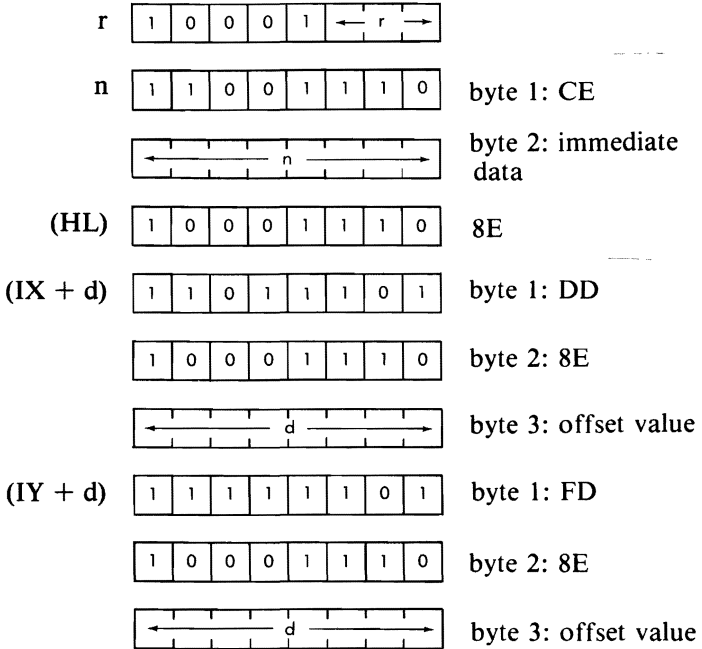 r 1 0 0 0 1 r
n 1 1 0 0 1 1 1 0 byte 1: CE
n byte 2: immediate
data
(HL) 1 0 0 0 1 1 1 0 8E
(IX + d) 1 1 0 1 1 1 0 1 byte 1: DD
1 0 0 0 1 1 1 0 byte 2: 8E
d byte 3: offset value
(IY + d) 1 1 1 1 1 1 0 1 byte 1: FD
1 0 0 0 1 1 1 0 byte 2: 8E
d byte 3: offset value